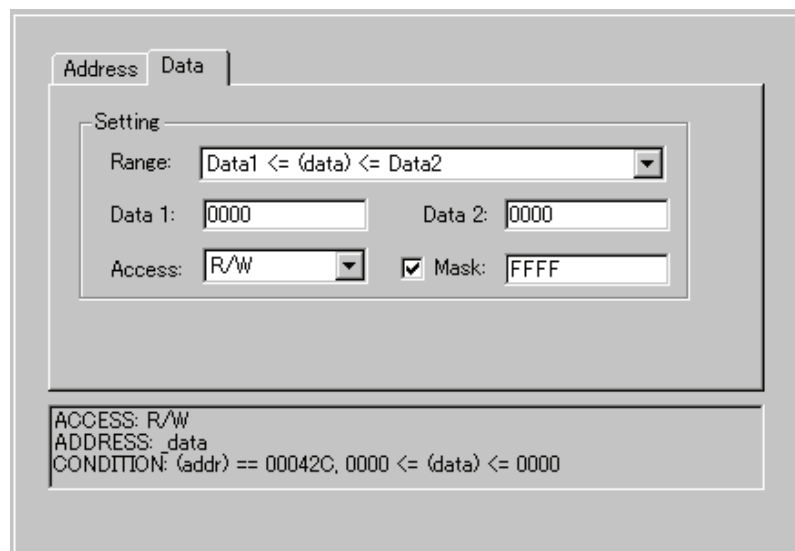 Address Data
Setting
Range: Data1 <= (data) <= Data2
Data 1: 0000 Data 2: 0000
Access: R/W Mask: FFFF
ACCESS: R/W
ADDRESS: _data
CONDITION: (addr) == 00042C, 0000 <= (data) <= 0000